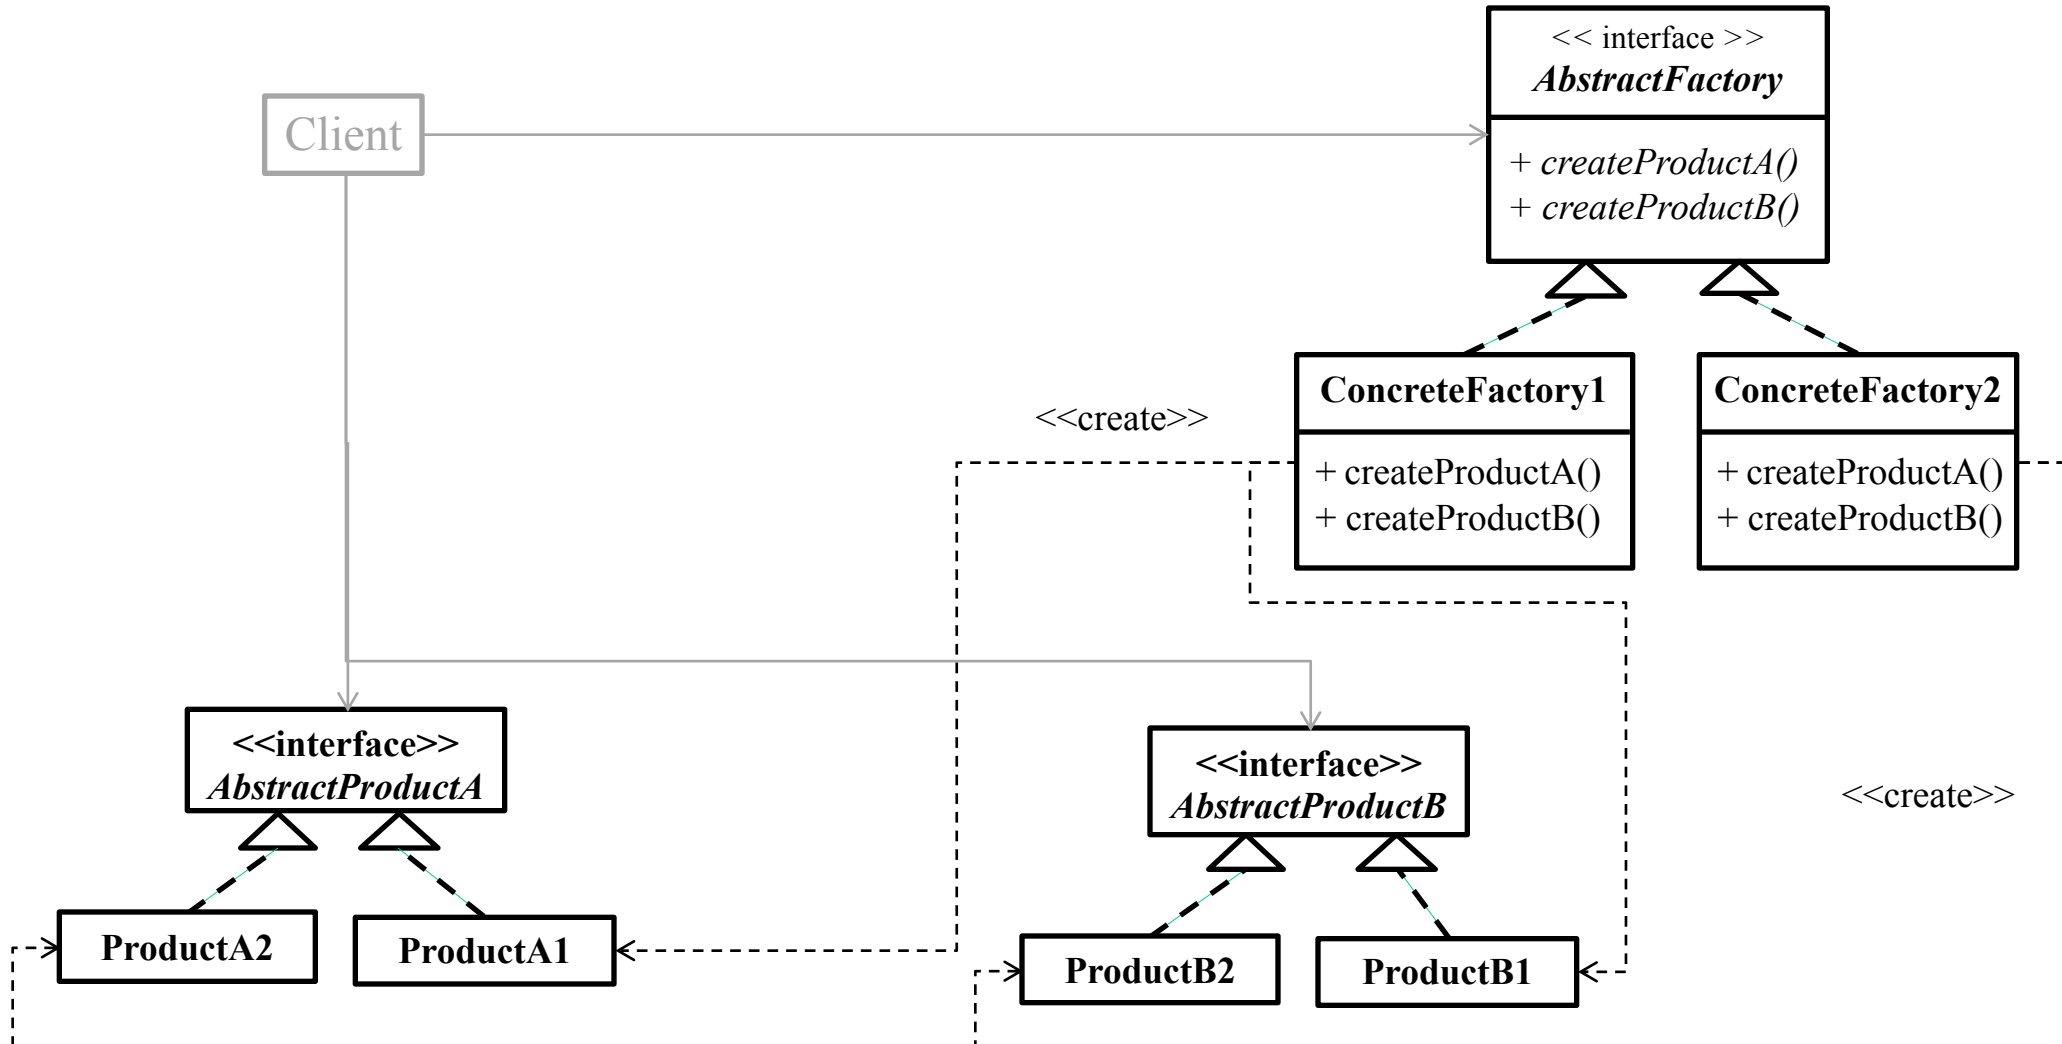 << interface >>
AbstractFactory
Client
+ createProductA()
+ createProductB()
ConcreteFactory1
ConcreteFactory2
<<create>>
+ createProductA()
+ createProductB()
+ createProductA()
+ createProductB()
<<interface>>
AbstractProductA
<<interface>>
AbstractProductB
<<create>>
ProductA2
ProductA1
ProductB2
ProductB1